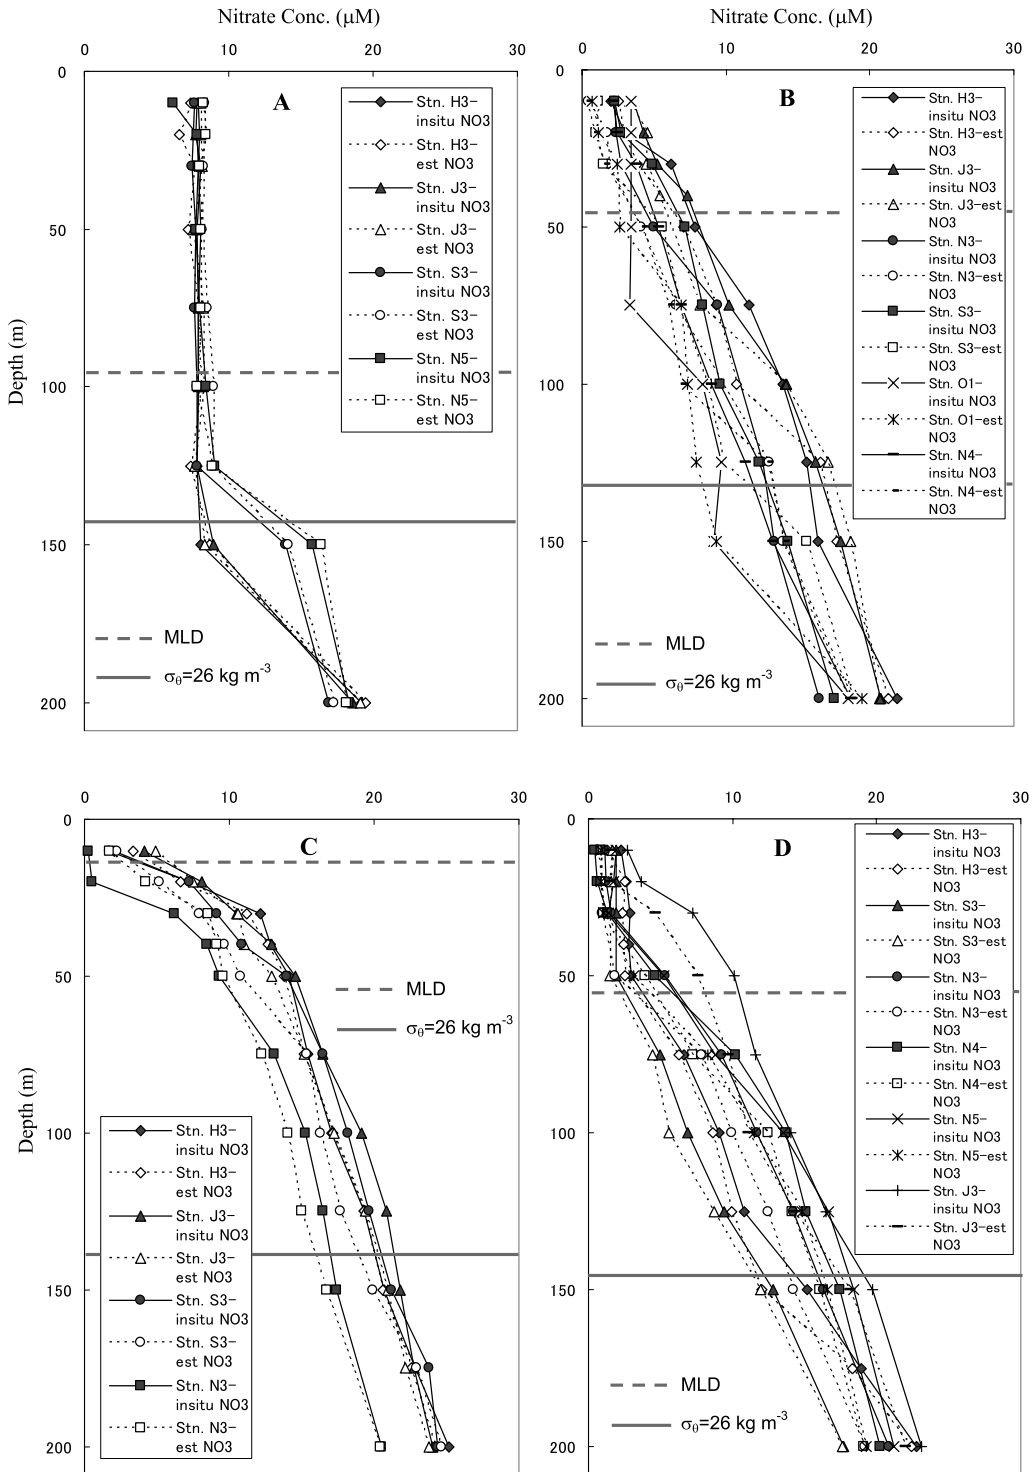 Nitrate Conc. (μM)
0 10 20 30
0
50
100
150
200
Depth (m)
A
Stn. H3-
insitu NO3
Stn. H3-
est NO3
Stn. J3-
insitu NO3
Stn. J3-
est NO3
Stn. S3-
insitu NO3
Stn. S3-
est NO3
Stn. N5-
insitu NO3
Stn. N5-
est NO3
MLD
σθ=26 kg m-3
Nitrate Conc. (μM)
0 10 20 30
0
50
100
150
200
B
Stn. H3-
insitu NO3
Stn. H3-est
NO3
Stn. J3-
insitu NO3
Stn. J3-est
NO3
Stn. N3-
insitu NO3
Stn. N3-est
NO3
Stn. S3-
insitu NO3
Stn. S3-est
NO3
Stn. O1-
insitu NO3
Stn. O1-est
NO3
Stn. N4-
insitu NO3
Stn. N4-est
NO3
MLD
σθ=26 kg m-3
0 10 20 30
0
50
100
150
200
Depth (m)
C
MLD
σθ=26 kg m-3
Stn. H3-
insitu NO3
Stn. H3-
est NO3
Stn. J3-
insitu NO3
Stn. J3-
est NO3
Stn. S3-
insitu NO3
Stn. S3-
est NO3
Stn. N3-
insitu NO3
Stn. N3-
est NO3
0 10 20 30
0
50
100
150
200
D
Stn. H3-
insitu NO3
Stn. H3-est
NO3
Stn. S3-
insitu NO3
Stn. S3-est
NO3
Stn. N3-
insitu NO3
Stn. N3-est
NO3
Stn. N4-
insitu NO3
Stn. N4-est
NO3
Stn. N5-
insitu NO3
Stn. N5-est
NO3
Stn. J3-
insitu NO3
Stn. J3-est
NO3
MLD
σθ=26 kg m-3